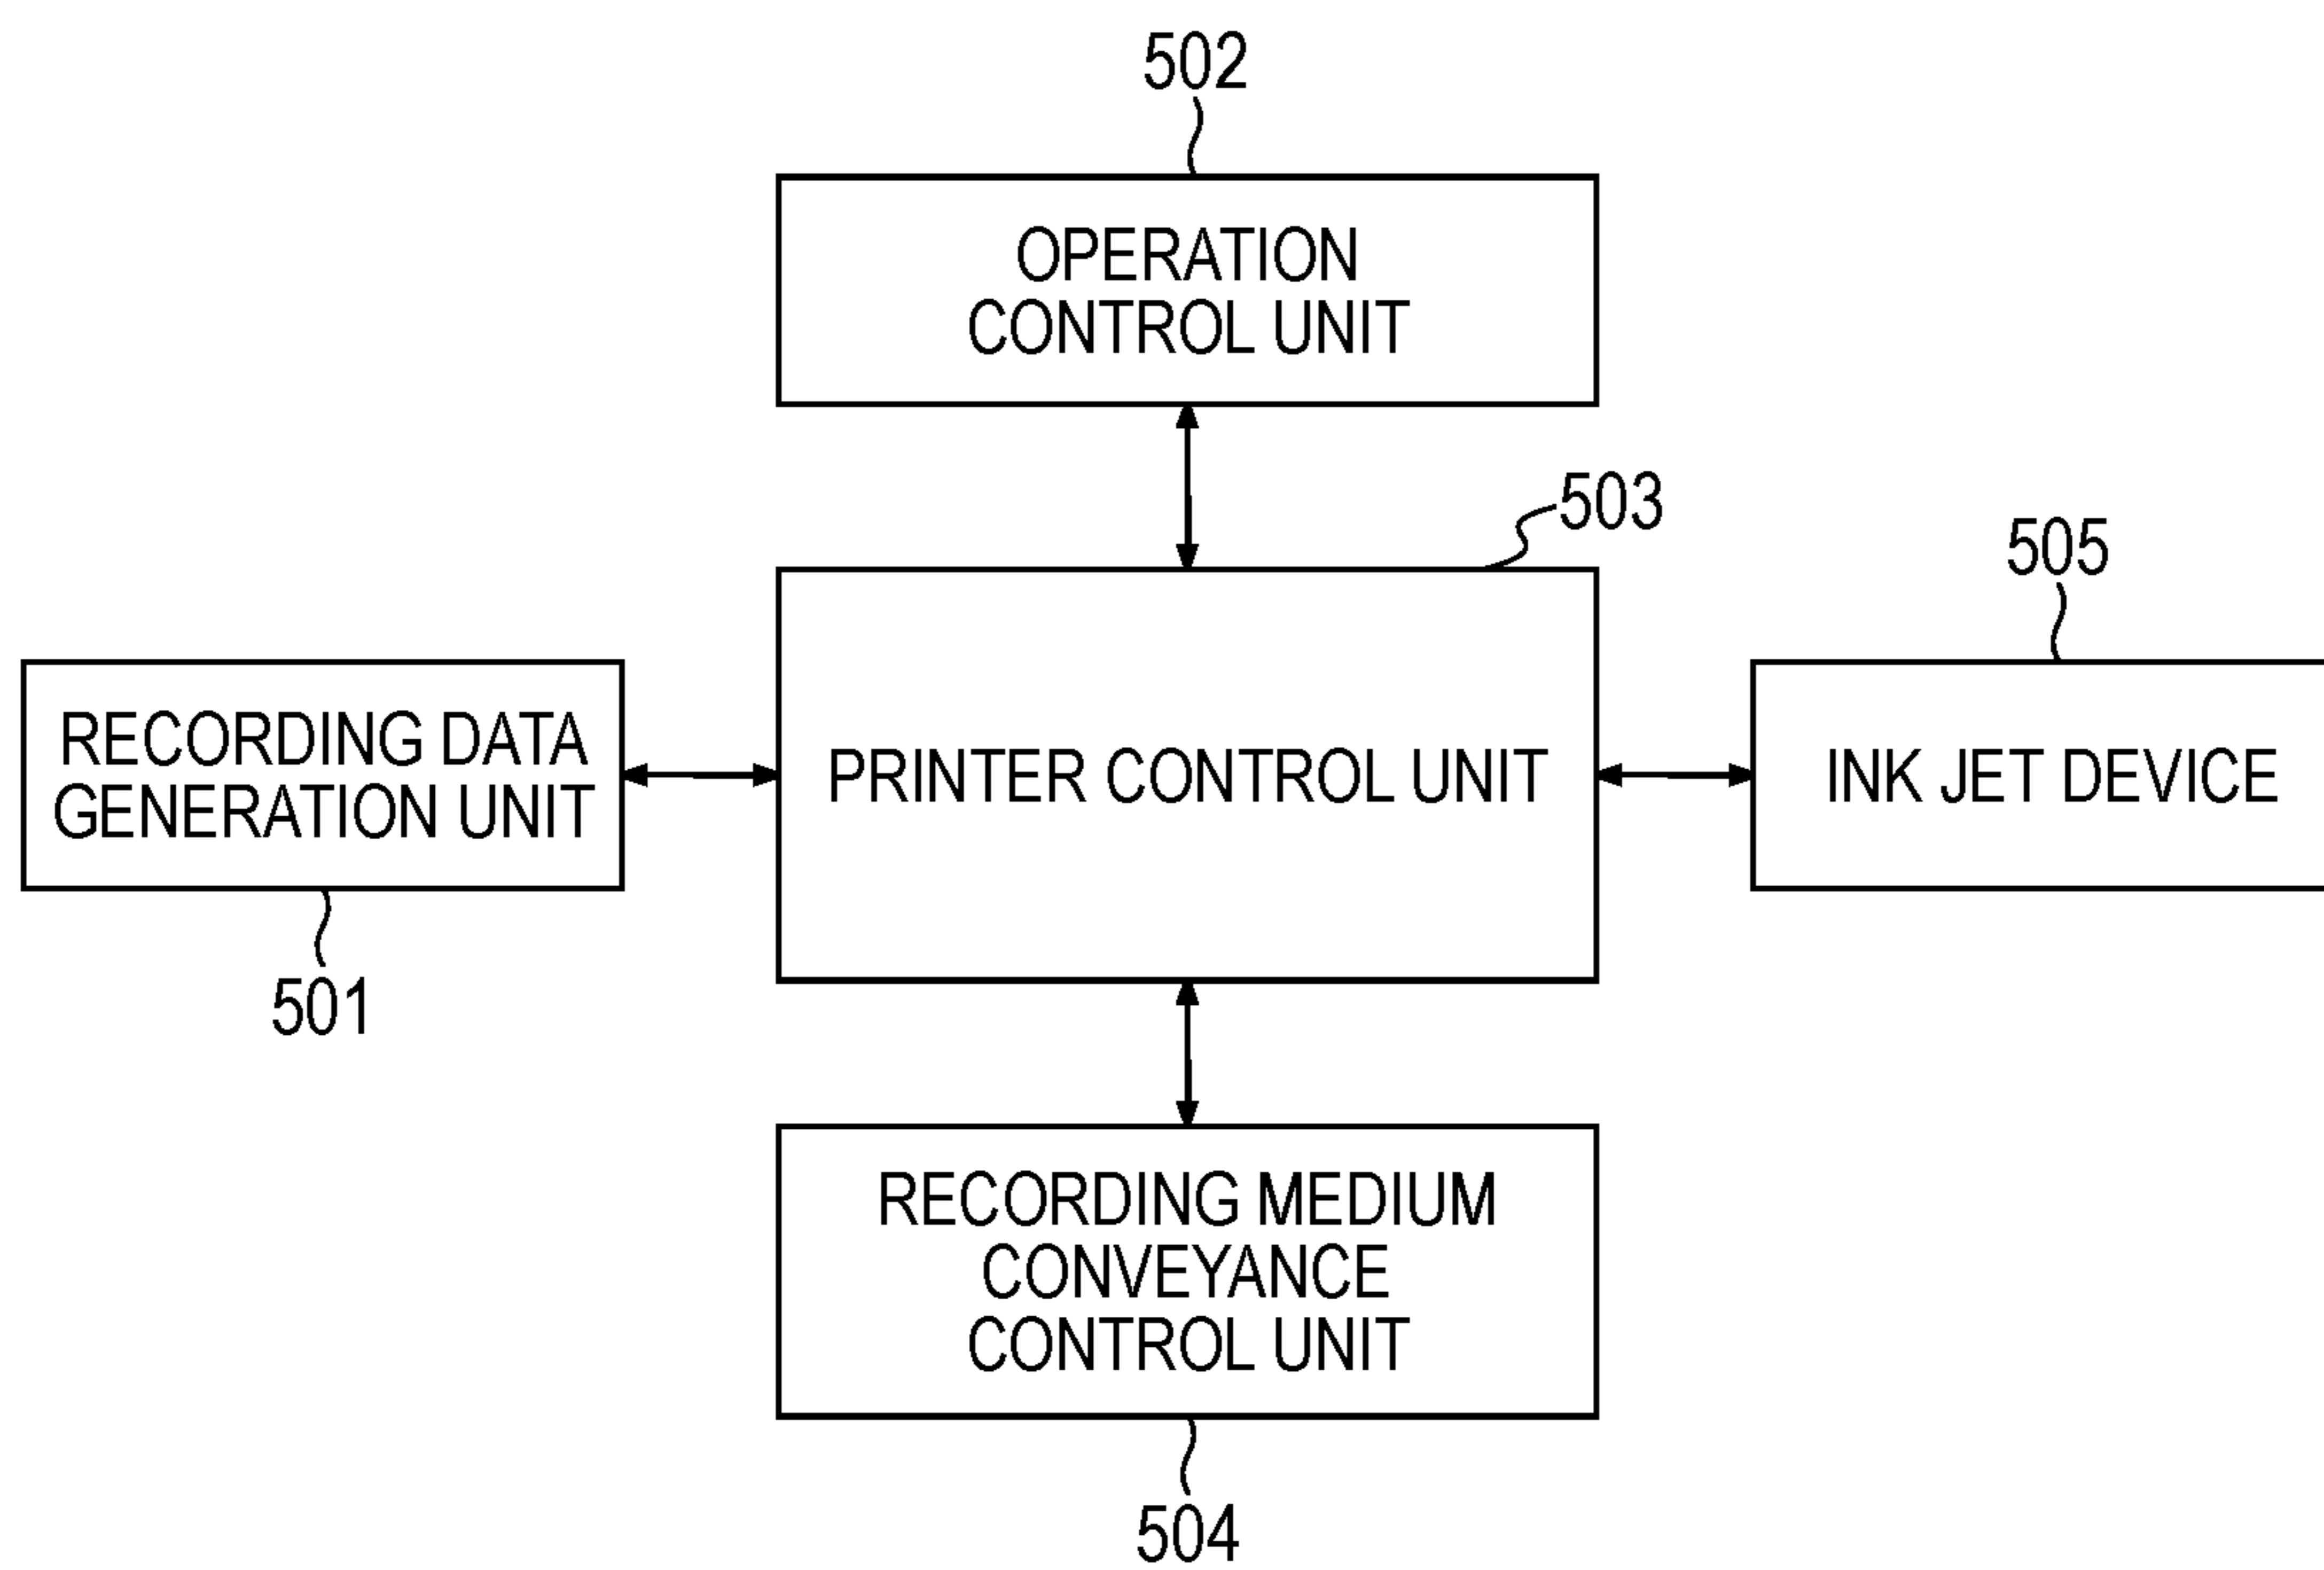 502
OPERATION
CONTROL UNIT
503
505
RECORDING DATA
GENERATION UNIT
PRINTER CONTROL UNIT
INK JET DEVICE
501
RECORDING MEDIUM
CONVEYANCE
CONTROL UNIT
504